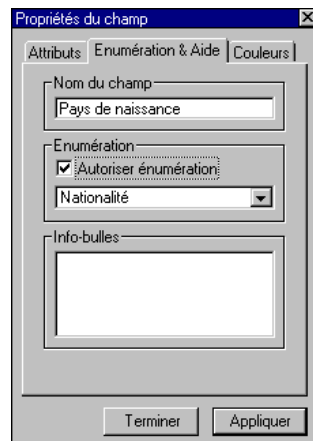 Propriétés du champ
Attributs Enumération & Aide Couleurs
Nom du champ
Pays de naissance
Enumération
Autoriser énumération
Nationalité
Info-bulles
Terminer Appliquer